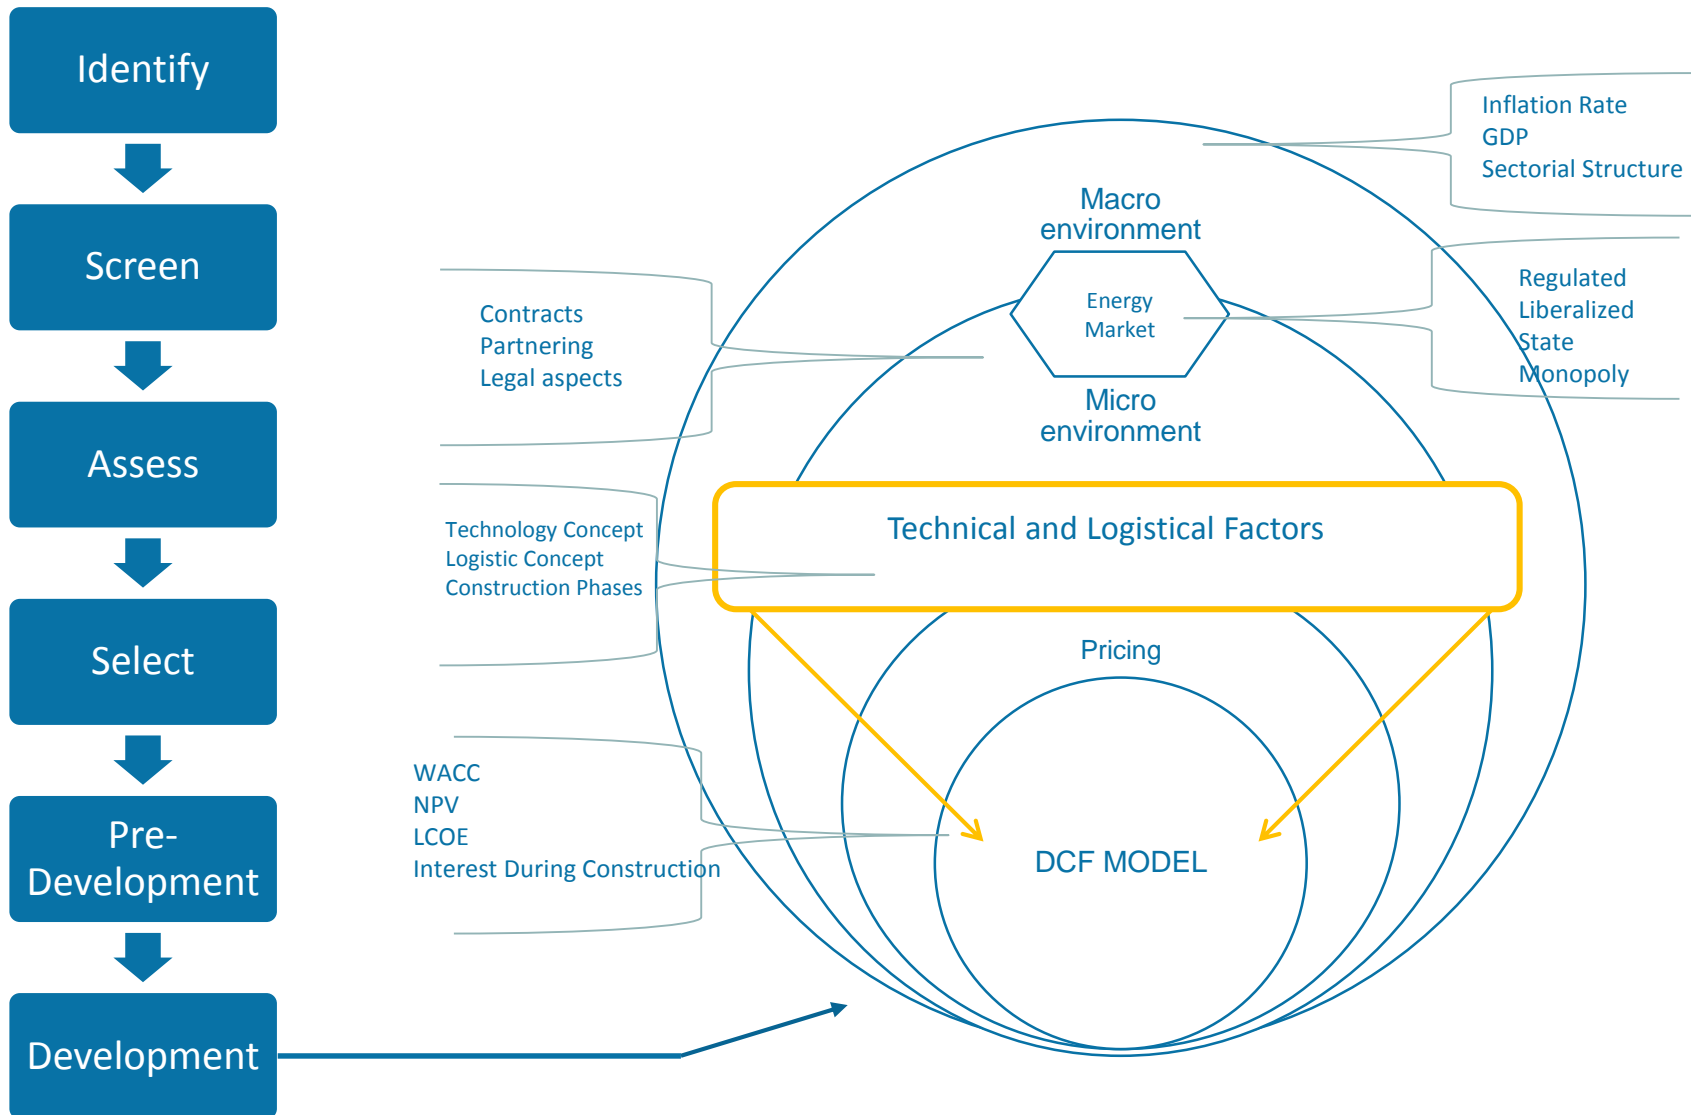 Identify
Screen
Assess
Select
Pre-
Development
Development
Inflation Rate
GDP
Sectorial Structure
Macro
environment
Energy
Market
Regulated
Liberalized
State
Monopoly
Contracts
Partnering
Legal aspects
Micro
environment
Technical and Logistical Factors
Technology Concept
Logistic Concept
Construction Phases
Pricing
WACC
NPV
LCOE
Interest During Construction
DCF MODEL